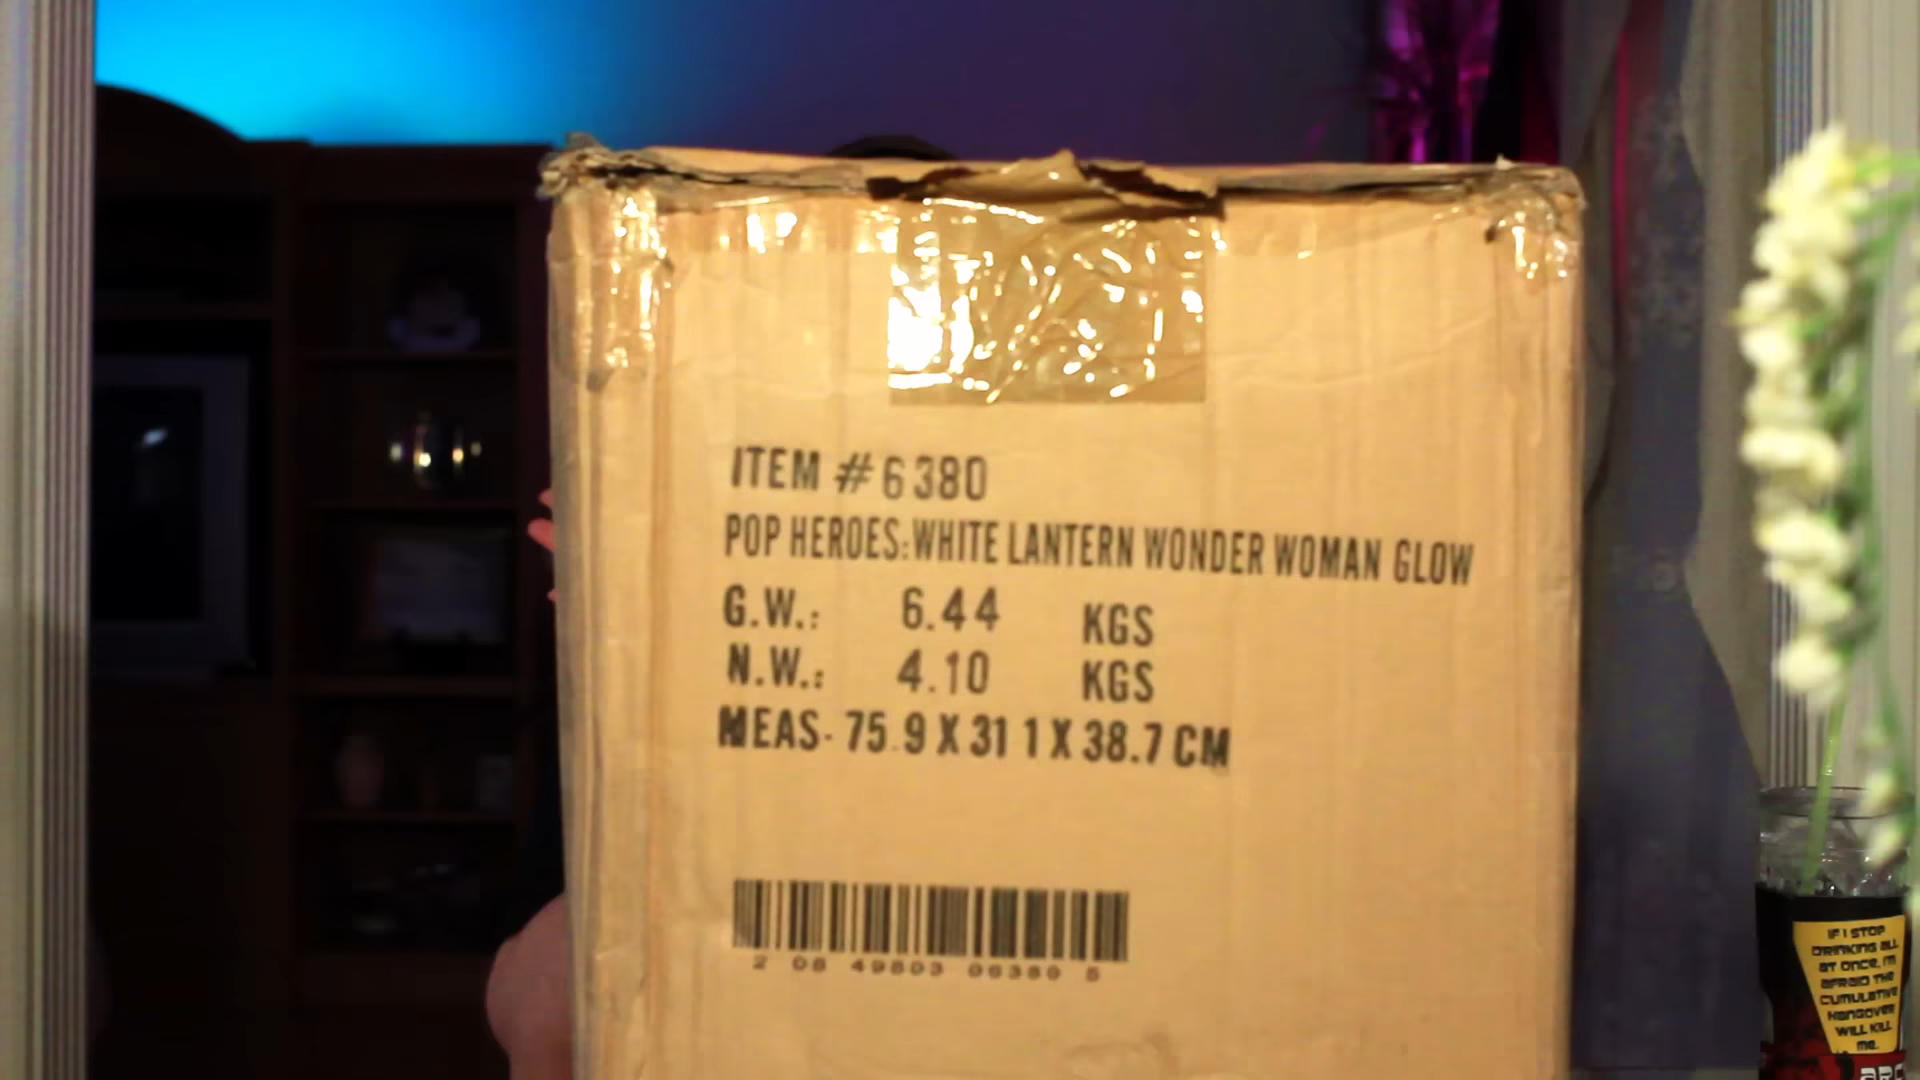 ITEM #6380
POP HEROES:WHITE LANTERN WONDER WOMAN GLOW
G.W.: 6.44 KGS
N.W.: 4.10 KGS
MEAS- 75.9 X 31 1 X 38.7 CM
2 08 49803 06380 5
IF I STOP
DRINKING ALL
AT ONCE, I'M
AFRAID THE
CUMULATIVE
HANGOVER
WILL KILL
ME.
ARC